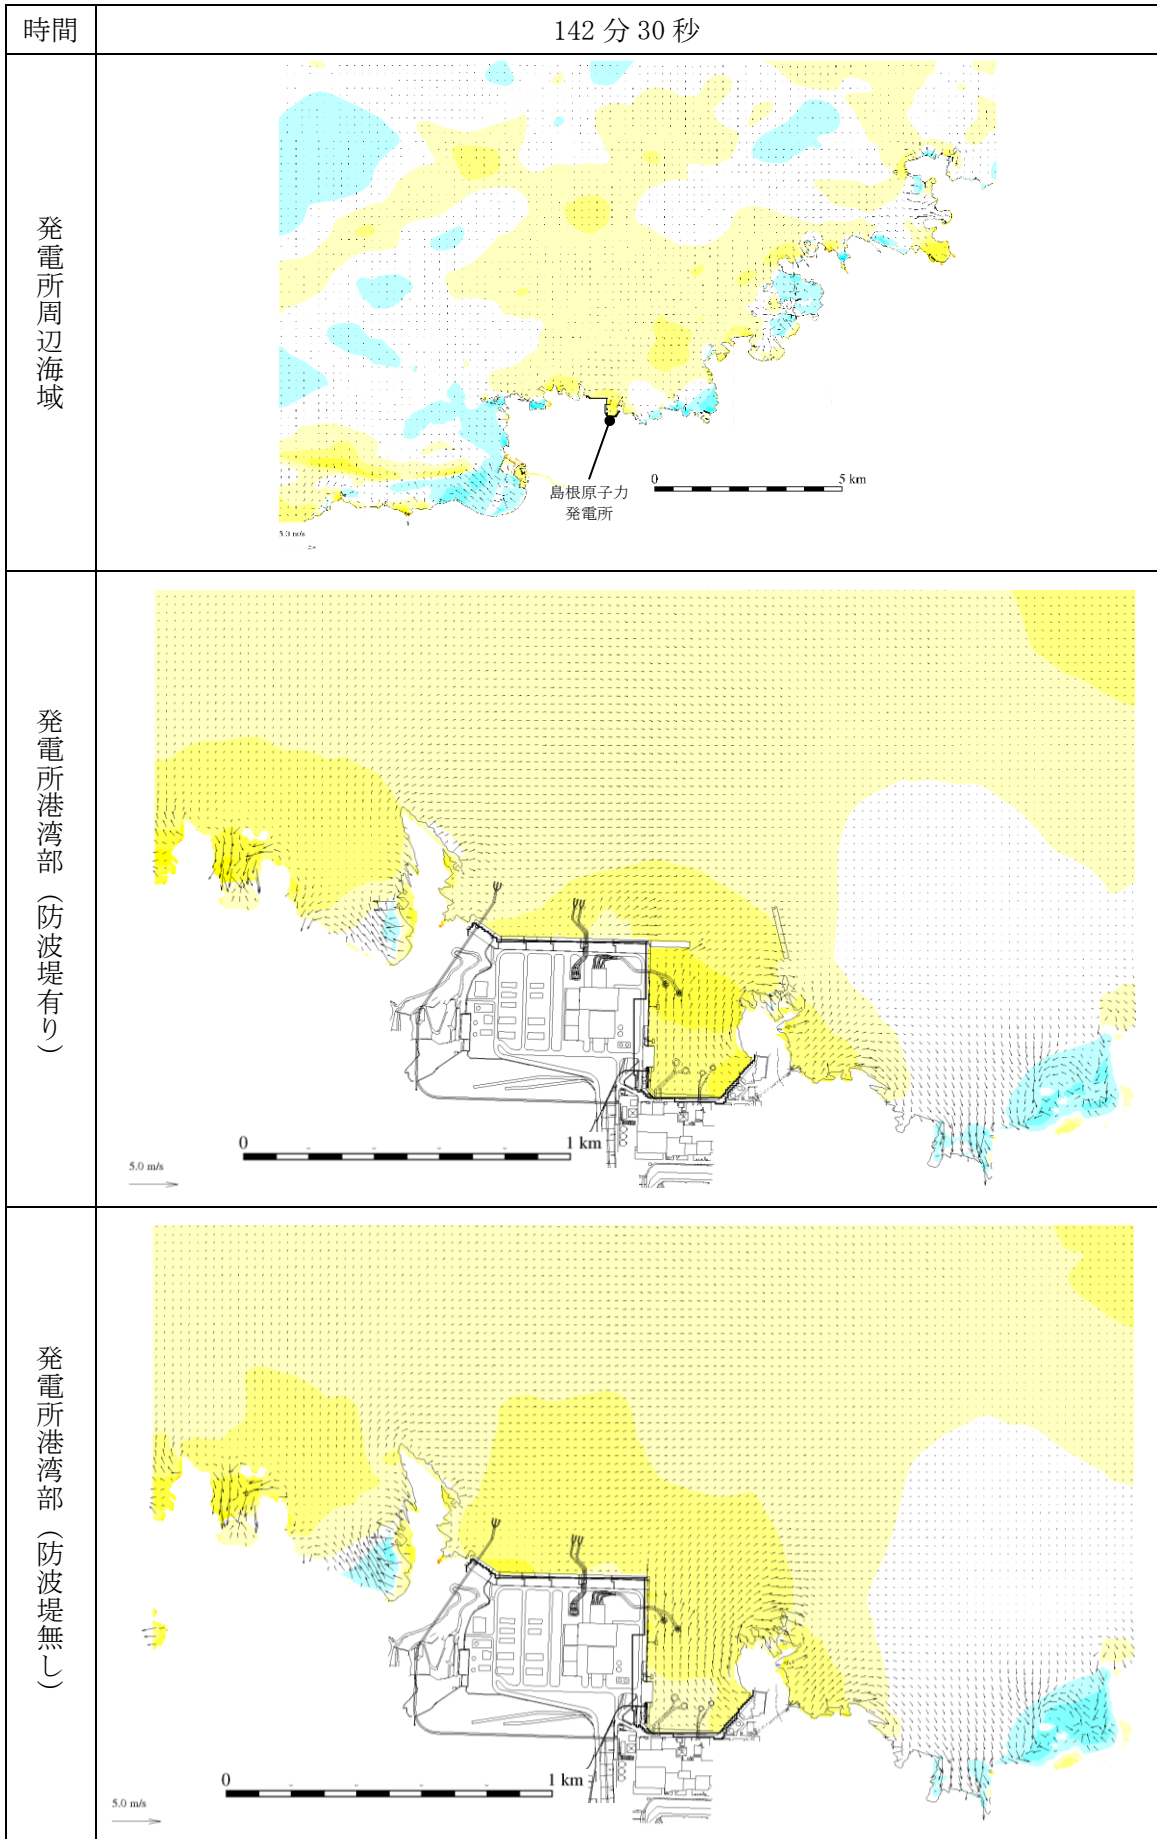 時間
142 分 30 秒
発電所周辺海域
島根原子力
発電所
0
5 km
5.0 m/s
発電所港湾部（防波堤有り）
0
1 km
5.0 m/s
発電所港湾部（防波堤無し）
0
1 km
5.0 m/s